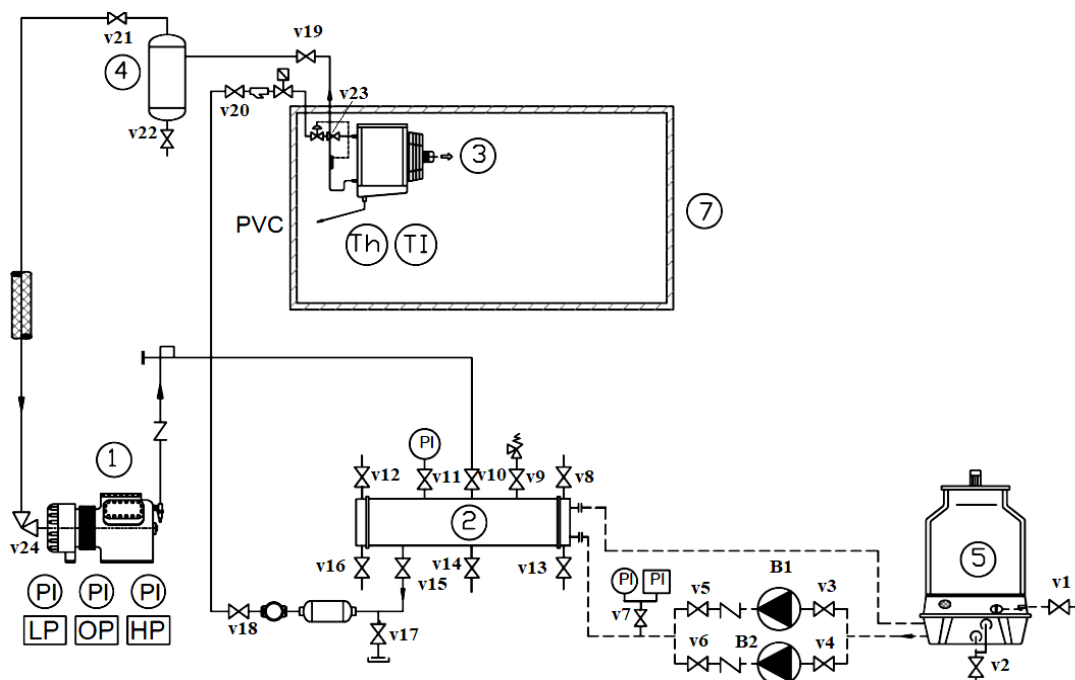 v21
v19
4
v20
v23
v22
3
PVC
Th TI
7
1
PI
v12 v11 v10 v9 v8
2
v24
v16 v15 v14 v13
5
PI PI PI
LP OP HP
PI PI
v5 B1 v3
v1
v7
v18
v17
v6 B2 v4
v2